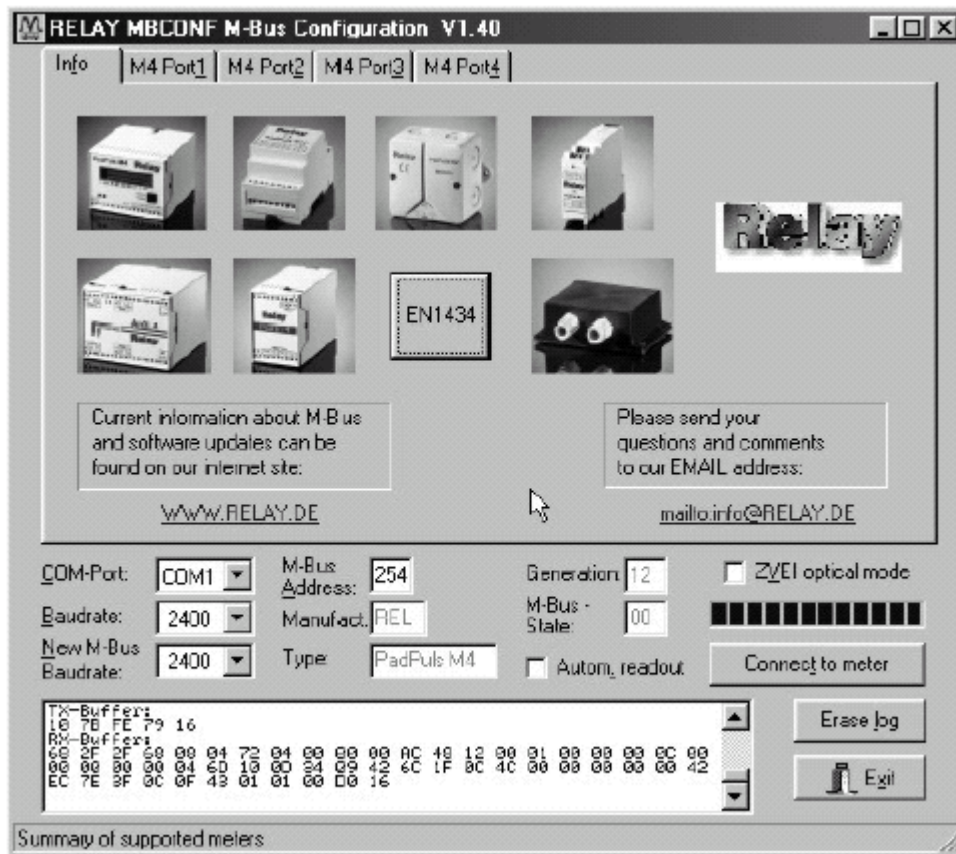 RELAY MBCONF M-Bus Configuration V1.40
Info M4 Port1 M4 Port2 M4 Port3 M4 Port4
Relay
EN1434
Relay
Current information about M-Bus
and software updates can be
found on our internet site:
WWW.RELAY.DE
Please send your
questions and comments
to our EMAIL address:
mailto:info@RELAY.DE
COM-Port: COM1
Baudrate: 2400
New M-Bus
Baudrate: 2400
M-Bus
Address: 254
Manufact. REL
Type: PadPuls M4
Generation: 12
M-Bus -
State: 00
Autom. readout
ZVEI optical mode
Connect to meter
TX-Buffer:
10 7B FE 79 16
RX-Buffer:
68 2F 2F 68 08 04 72 04 00 00 00 AC 48 12 00 01 00 00 00 0C 00
00 00 00 00 04 6D 10 0D 34 09 42 6C 1F 0C 4C 00 00 00 00 00 42
EC 7E 3F 0C 0F 43 01 01 00 D0 16
Erase log
Exit
Summary of supported meters